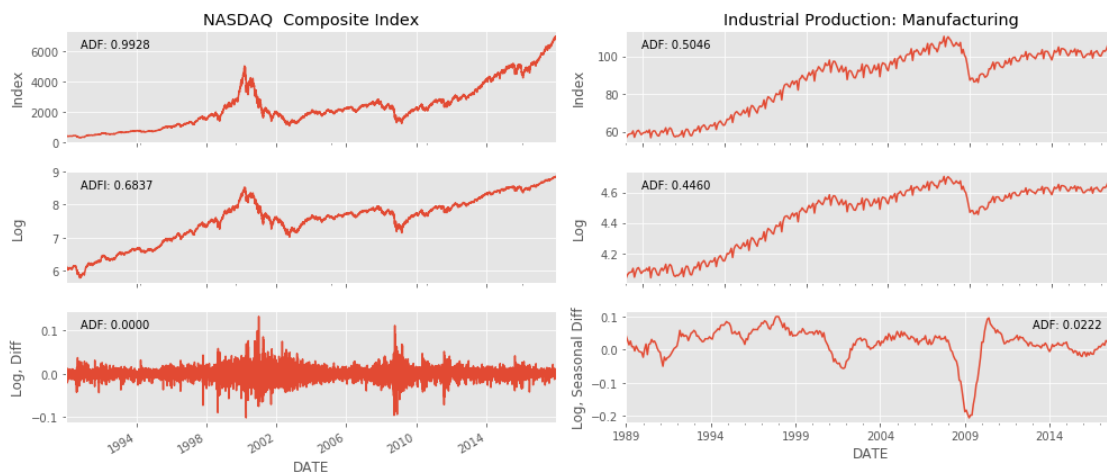 NASDAQ  Composite Index
ADF: 0.9928
Index
6000
4000
2000
0
ADFI: 0.6837
Log
9
8
7
6
ADF: 0.0000
Log, Diff
0.1
0.0
−0.1
1994
1998
2002
2006
2010
2014
DATE
Industrial Production: Manufacturing
ADF: 0.5046
Index
100
80
60
ADF: 0.4460
Log
4.6
4.4
4.2
ADF: 0.0222
Log, Seasonal Diff
0.1
0.0
−0.1
−0.2
1989
1994
1999
2004
2009
2014
DATE